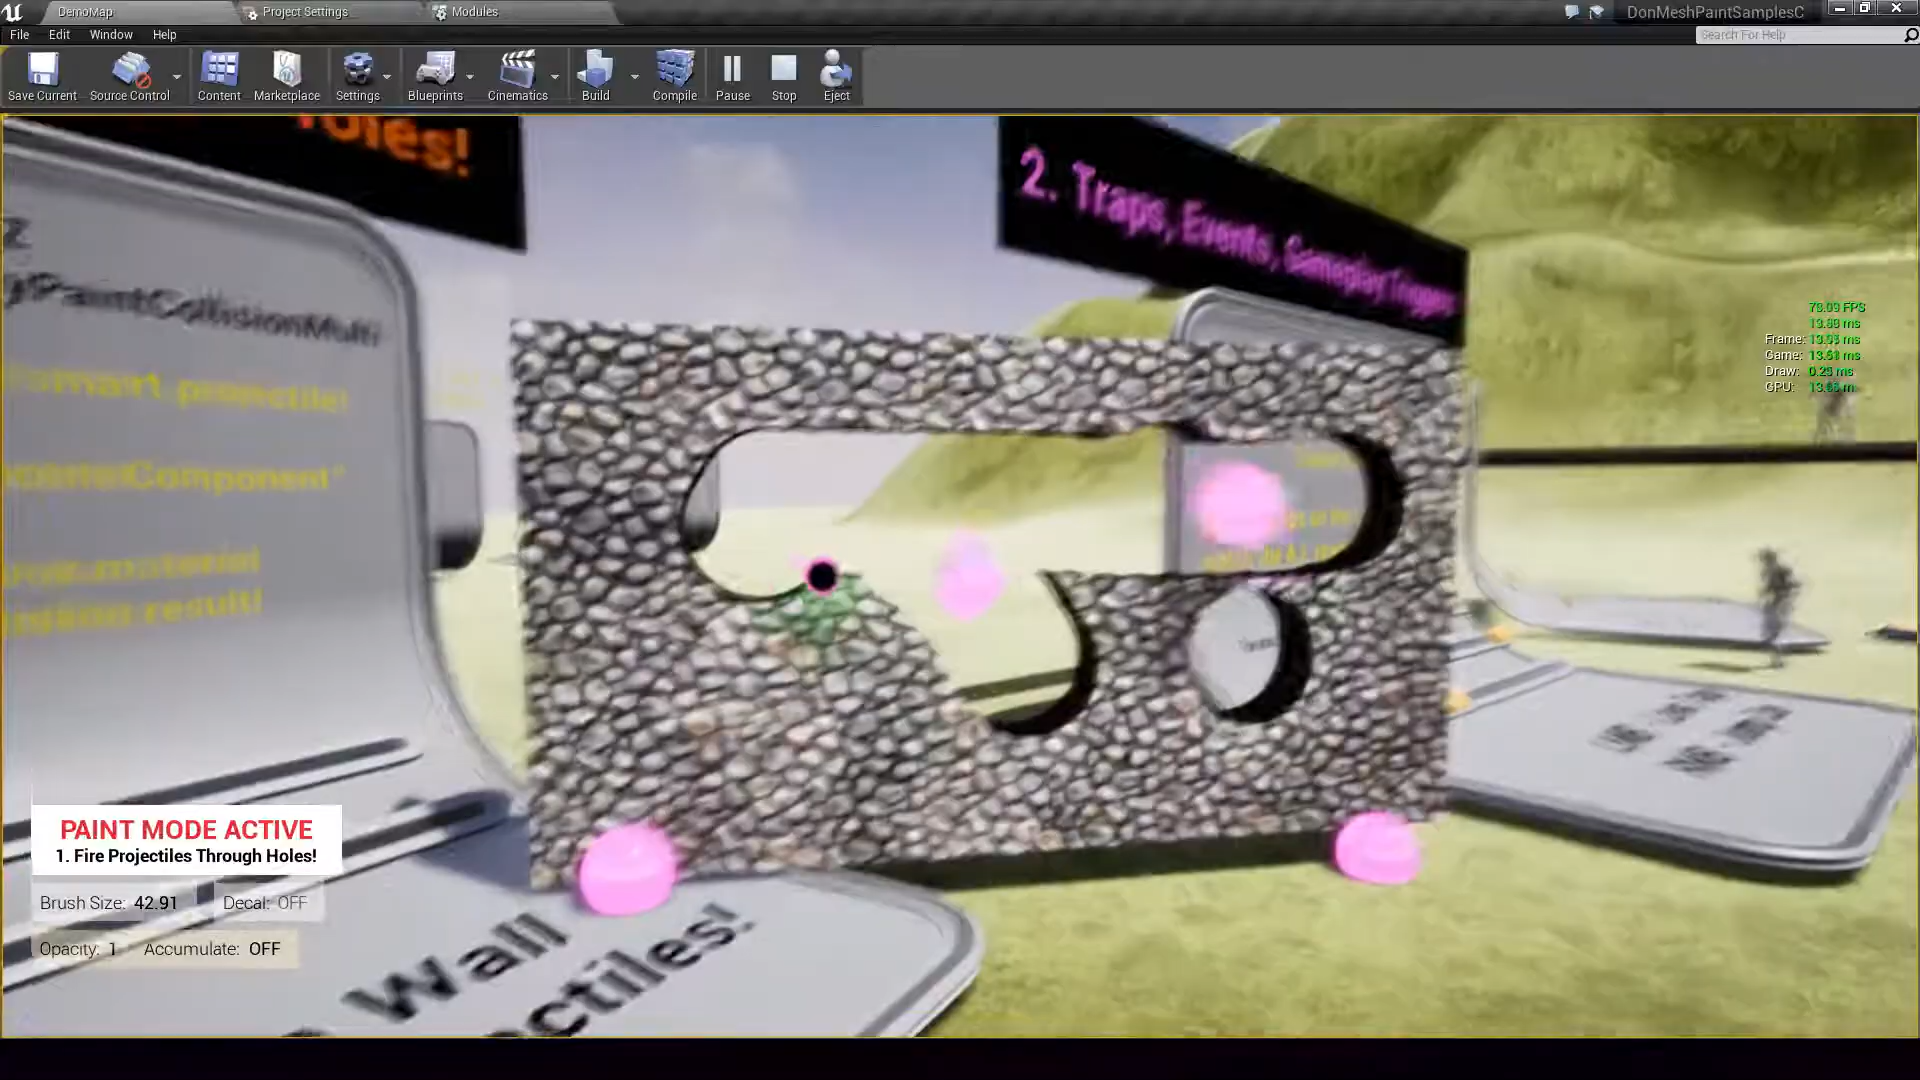 DemoMap
Project Settings
Modules
DonMeshPaintSamplesC
File
Edit
Window
Help
Search For Help
Save Current
Source Control
Content
Marketplace
Settings
Blueprints
Cinematics
Build
Compile
Pause
Stop
Eject
Holes!
2. Traps, Events, Gameplay Triggers
PaintCollisionMulti
smart projectile!
Component"
material
result!
FPS
Frame:
Game:
Draw:
GPU:
PAINT MODE ACTIVE
1. Fire Projectiles Through Holes!
Brush Size: 42.91
Decal: OFF
Opacity: 1
Accumulate: OFF
Wall
ctiles!